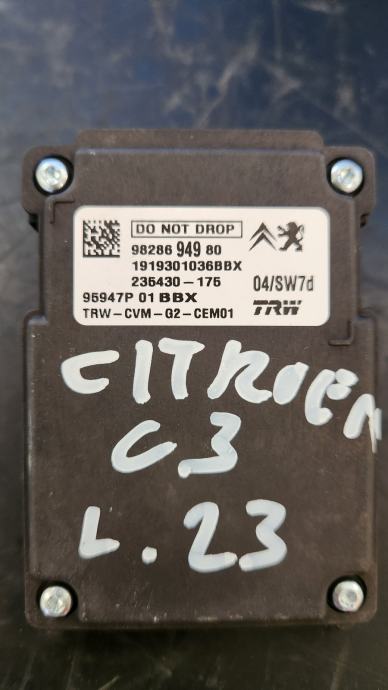 DO NOT DROP
98286 949 80
1919301036BBX
235430-175
04/SW7d
95947P 01 BBX
TRW
TRW-CVM-G2-CEM01
CITROEN
C3
L.23